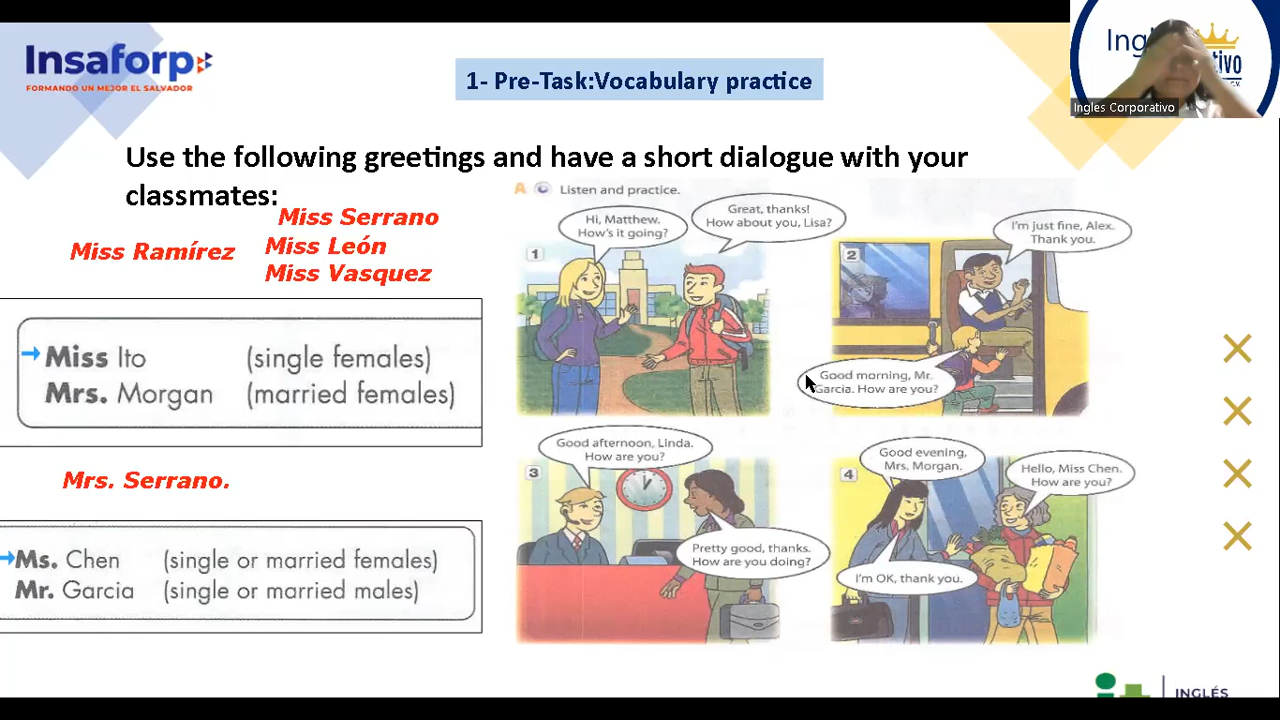 Insaforp
FORMANDO UN MEJOR EL SALVADOR
1- Pre-Task:Vocabulary practice
Ingles Corporativo
Use the following greetings and have a short dialogue with your
classmates:
Miss Serrano
Miss Ramírez
Miss León
Miss Vasquez
Miss Ito (single females)
Mrs. Morgan (married females)
Mrs. Serrano.
Ms. Chen (single or married females)
Mr. Garcia (single or married males)
A Listen and practice.
1
Hi, Matthew.
How's it going?
Great, thanks!
How about you, Lisa?
2
I'm just fine, Alex.
Thank you.
Good morning, Mr.
Garcia. How are you?
3
Good afternoon, Linda.
How are you?
Pretty good, thanks.
How are you doing?
4
Good evening,
Mrs. Morgan.
Hello, Miss Chen.
How are you?
I'm OK, thank you.
INGLÉS